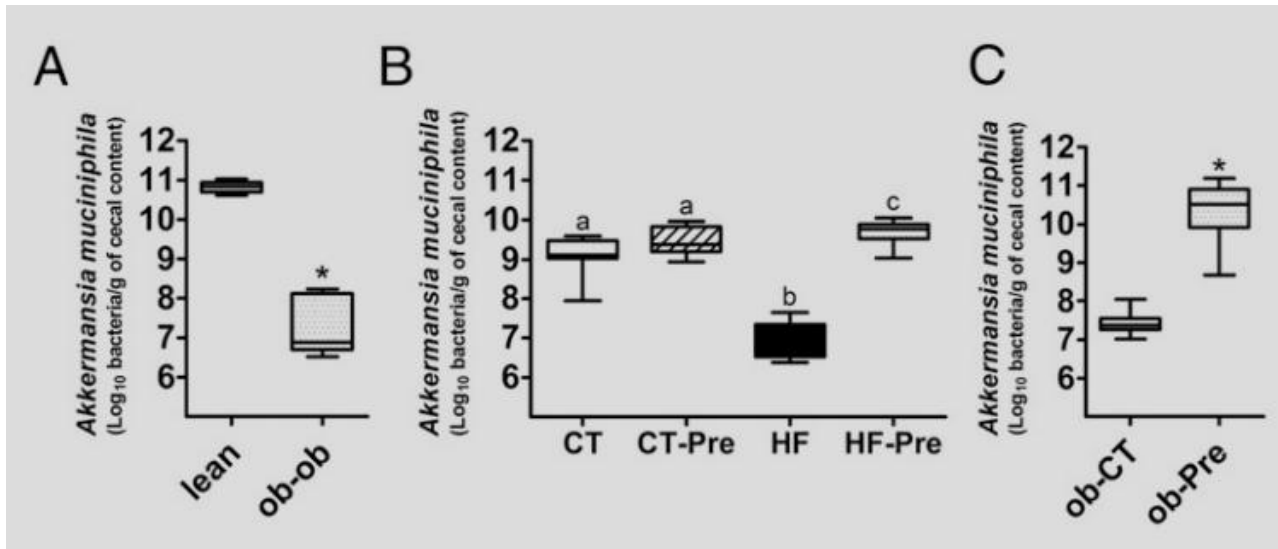 A
Akkermansia muciniphila
(Log₁₀ bacteria/g of cecal content)
12
11
10
9
8
7
6
*
lean
ob-ob
B
Akkermansia muciniphila
(Log₁₀ bacteria/g of cecal content)
12
11
10
9
8
7
6
a
a
b
c
CT
CT-Pre
HF
HF-Pre
C
Akkermansia muciniphila
(Log₁₀ bacteria/g of cecal content)
12
11
10
9
8
7
6
*
ob-CT
ob-Pre